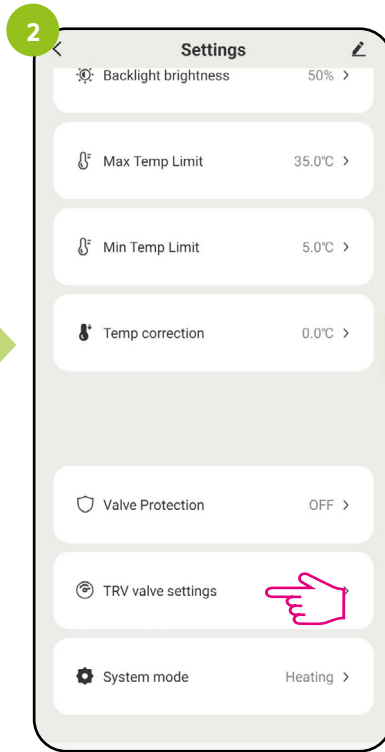 2
Settings
Backlight brightness 50%
Max Temp Limit 35.0℃
Min Temp Limit 5.0℃
Temp correction 0.0℃
Valve Protection OFF
TRV valve settings
System mode Heating